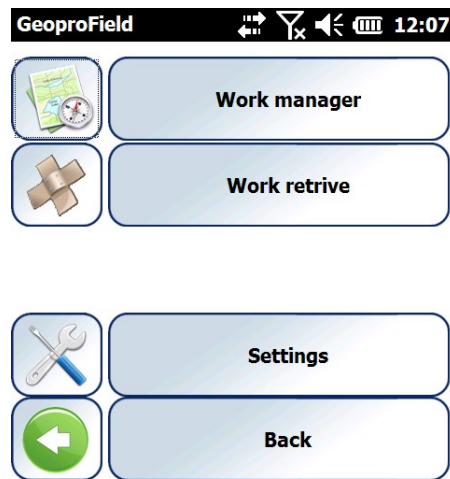 GeoproField 12:07
Work manager
Work retrive
Settings
Back